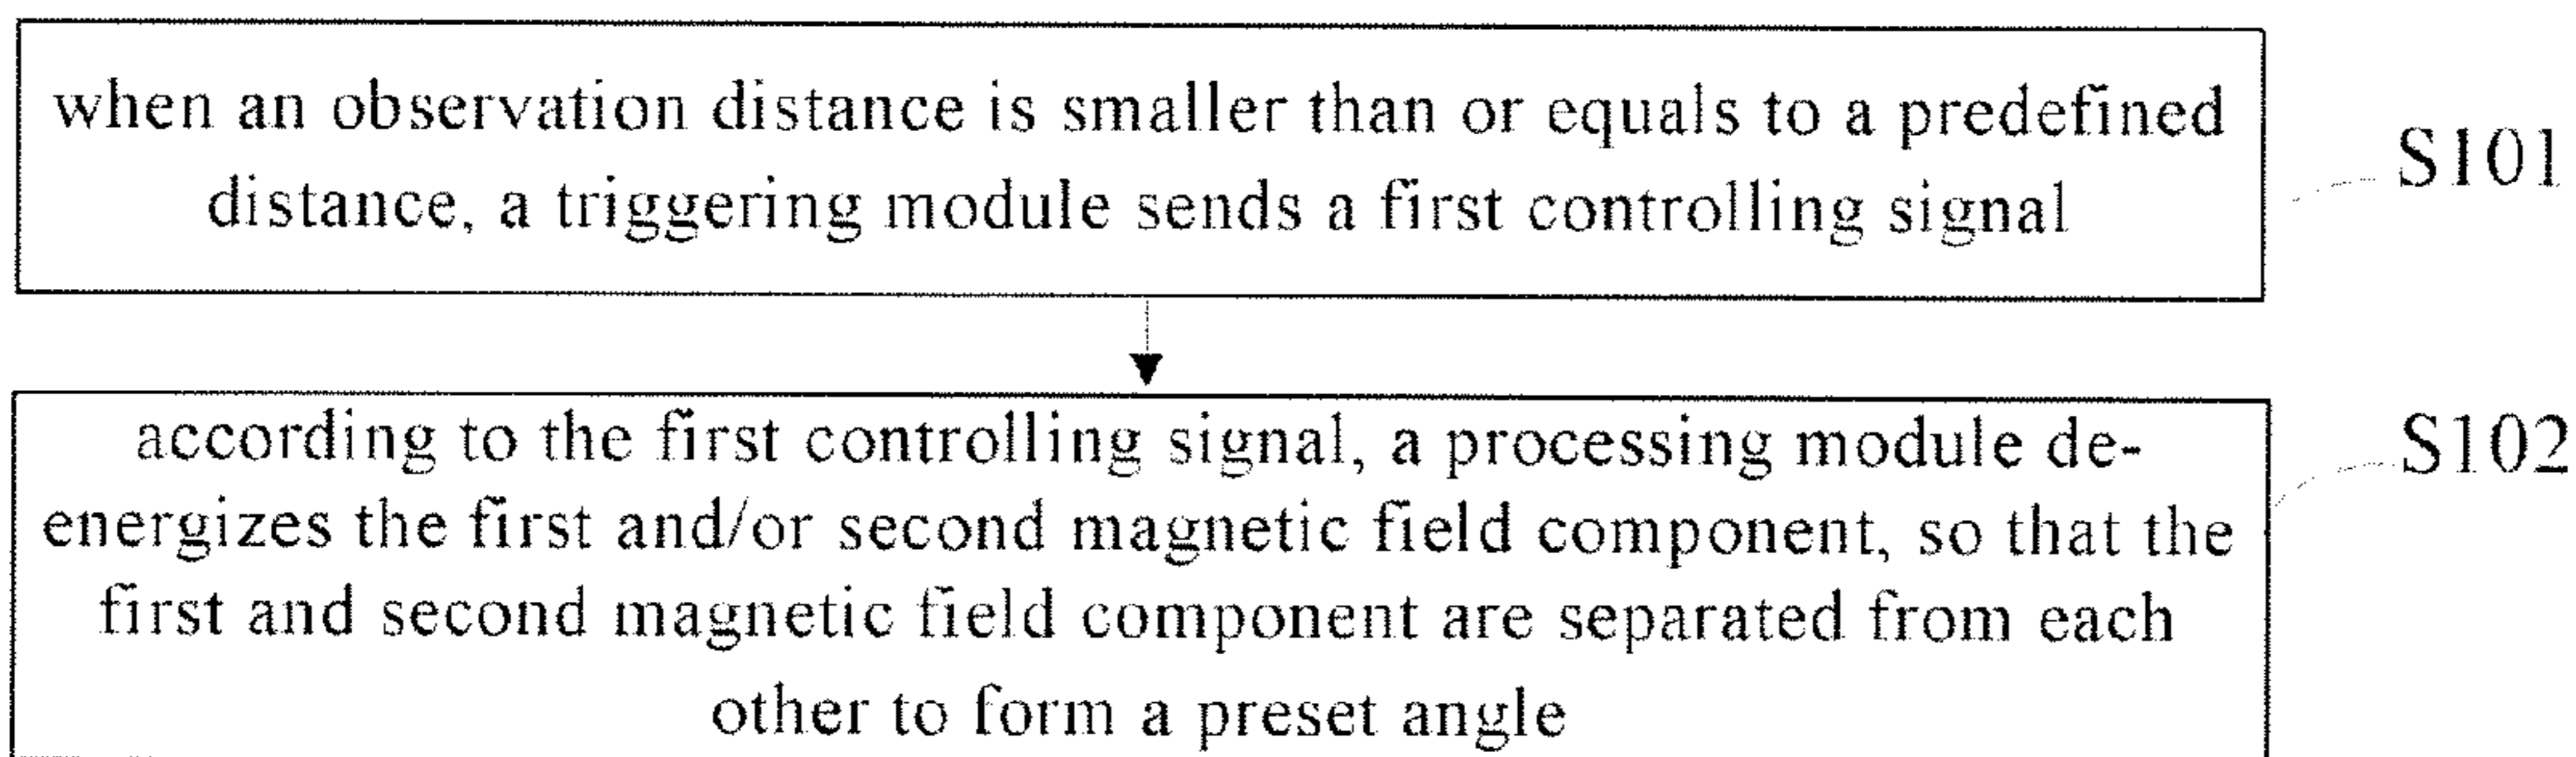 when an observation distance is smaller than or equals to a predefined
distance, a triggering module sends a first controlling signal
S101
according to the first controlling signal, a processing module de-
energizes the first and/or second magnetic field component, so that the
first and second magnetic field component are separated from each
other to form a preset angle
S102